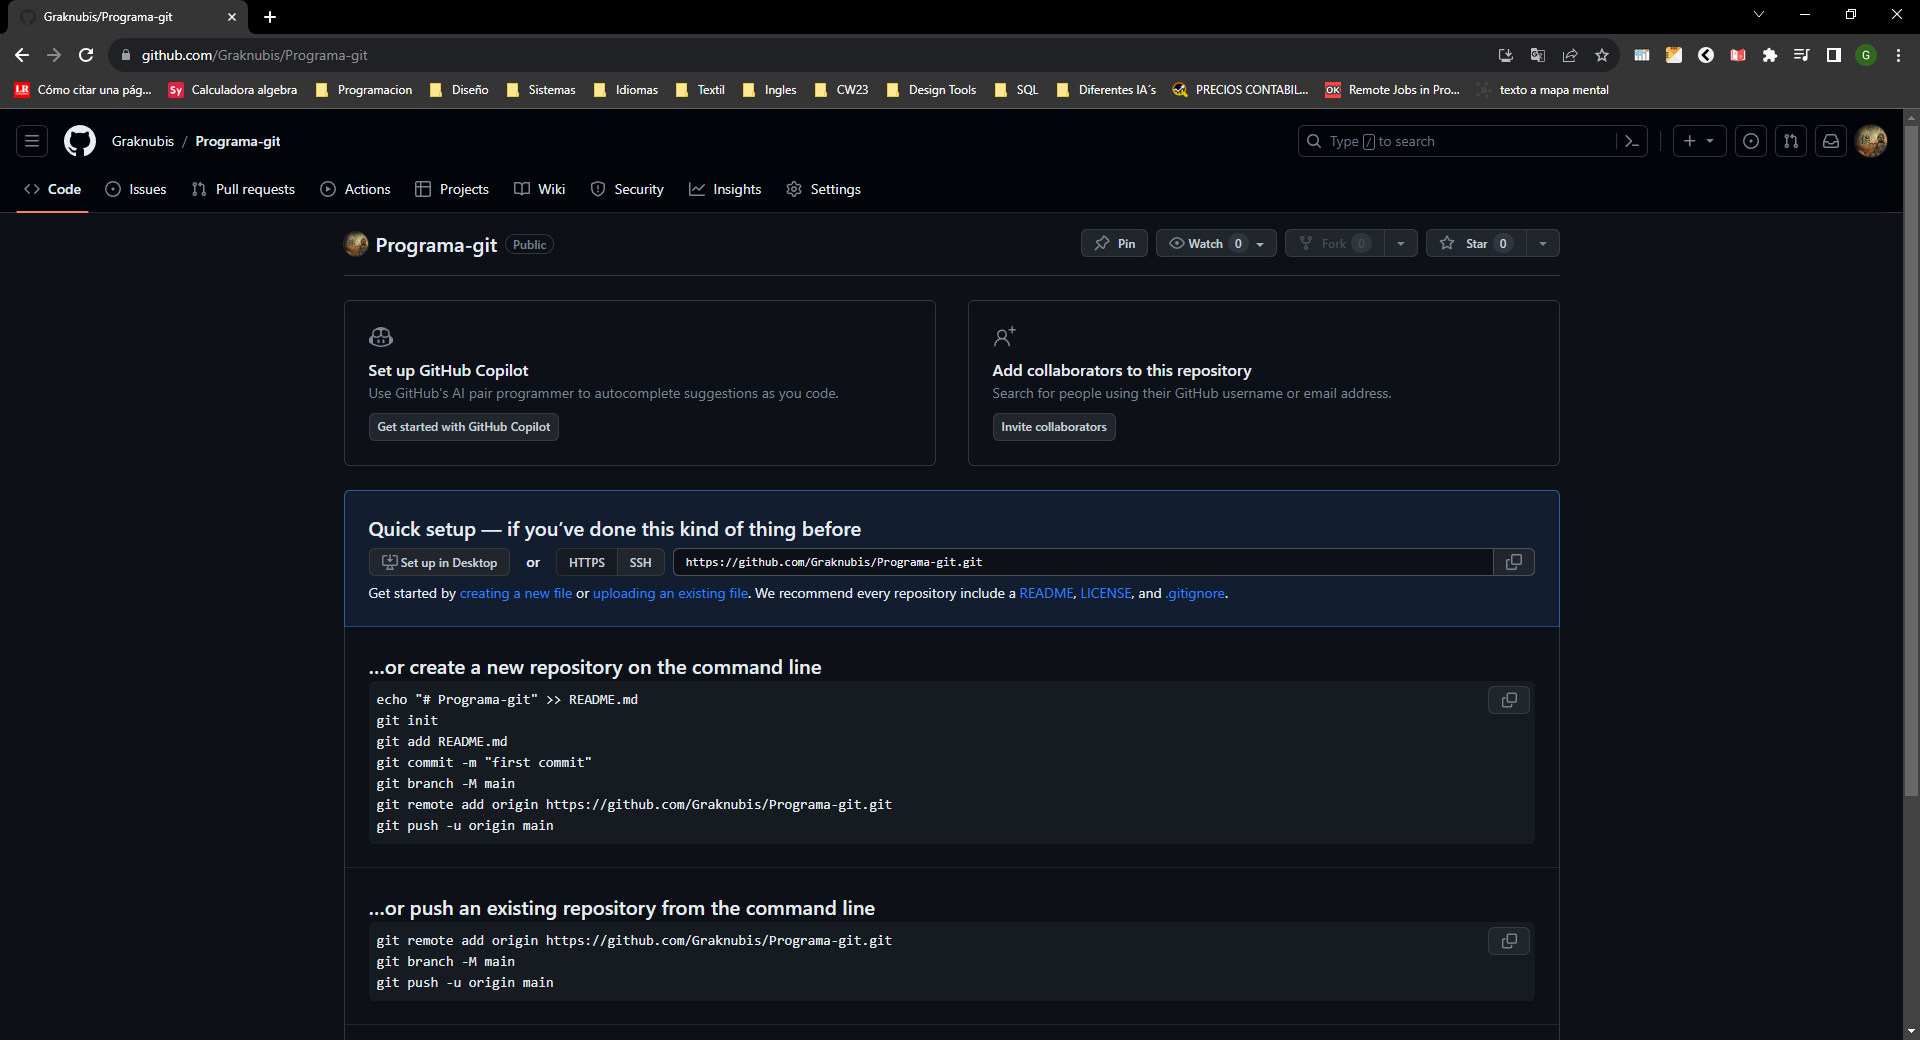 Graknubis/Programa-git
github.com/Graknubis/Programa-git
G
LR Cómo citar una pág... Sy Calculadora algebra Programacion Diseño Sistemas Idiomas Textil Ingles CW23 Design Tools SQL Diferentes IA´s PRECIOS CONTABIL... OK Remote Jobs in Pro... texto a mapa mental
Graknubis / Programa-git
Type / to search
Code Issues Pull requests Actions Projects Wiki Security Insights Settings
Programa-git Public
Pin Watch 0 Fork 0 Star 0
Set up GitHub Copilot
Use GitHub's AI pair programmer to autocomplete suggestions as you code.
Get started with GitHub Copilot
Add collaborators to this repository
Search for people using their GitHub username or email address.
Invite collaborators
Quick setup — if you’ve done this kind of thing before
Set up in Desktop or HTTPS SSH https://github.com/Graknubis/Programa-git.git
Get started by creating a new file or uploading an existing file. We recommend every repository include a README, LICENSE, and .gitignore.
…or create a new repository on the command line
echo "# Programa-git" >> README.md
git init
git add README.md
git commit -m "first commit"
git branch -M main
git remote add origin https://github.com/Graknubis/Programa-git.git
git push -u origin main
…or push an existing repository from the command line
git remote add origin https://github.com/Graknubis/Programa-git.git
git branch -M main
git push -u origin main